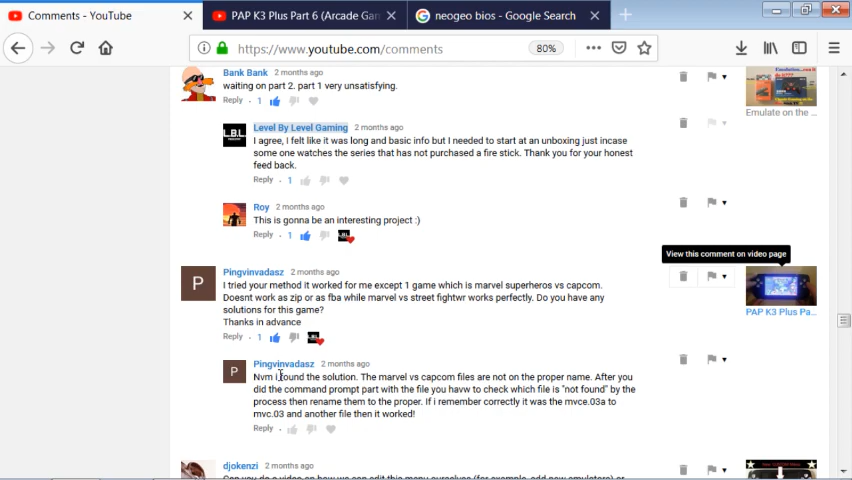 Comments - YouTube
PAP K3 Plus Part 6 (Arcade Gar
neogeo bios - Google Search
https://www.youtube.com/comments
80%
Bank Bank 2 months ago
waiting on part 2. part 1 very unsatisfying.
Reply 1
Emulate on the ...
LBL
Level By Level Gaming 2 months ago
I agree, I felt like it was long and basic info but I needed to start at an unboxing just incase
some one watches the series that has not purchased a fire stick. Thank you for your honest
feed back.
Reply 1
Roy 2 months ago
This is gonna be an interesting project :)
Reply 1
View this comment on video page
P
Pingvinvadasz 2 months ago
I tried your method it worked for me except 1 game which is marvel superheros vs capcom.
Doesnt work as zip or as fba while marvel vs street fightwr works perfectly. Do you have any
solutions for this game?
Thanks in advance
PAP K3 Plus Pa...
Reply 1
P
Pingvinvadasz 2 months ago
Nvm i found the solution. The marvel vs capcom files are not on the proper name. After you
did the command prompt part with the file you havw to check which file is "not found" by the
process then rename them to the proper. If i remember correctly it was the mvce.03a to
mvc.03 and another file then it worked!
Reply
djokenzi 2 months ago